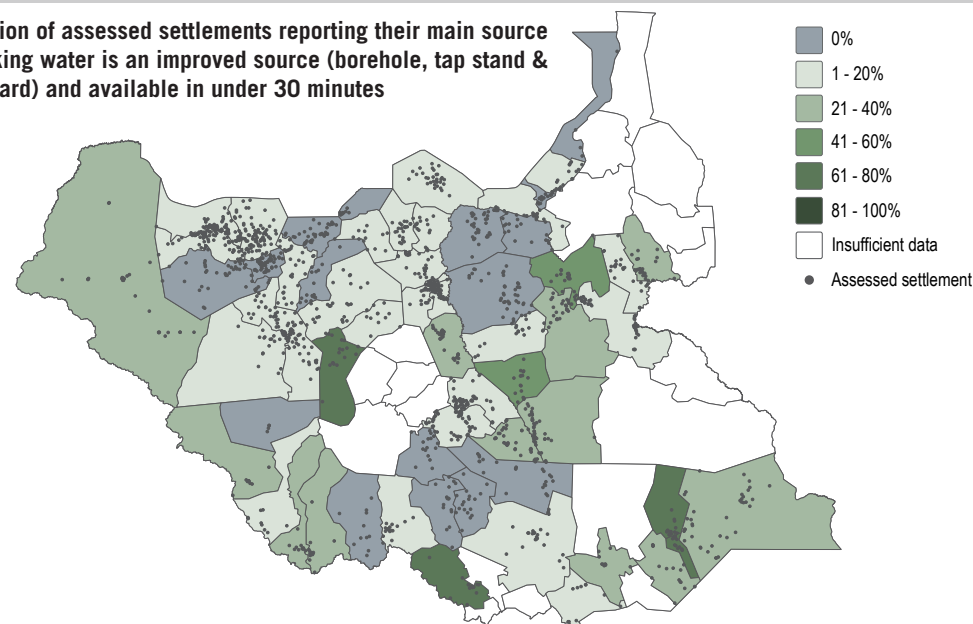 ion of assessed settlements reporting their main source
king water is an improved source (borehole, tap stand &
ard) and available in under 30 minutes
0%
1 - 20%
21 - 40%
41 - 60%
61 - 80%
81 - 100%
Insufficient data
Assessed settlement